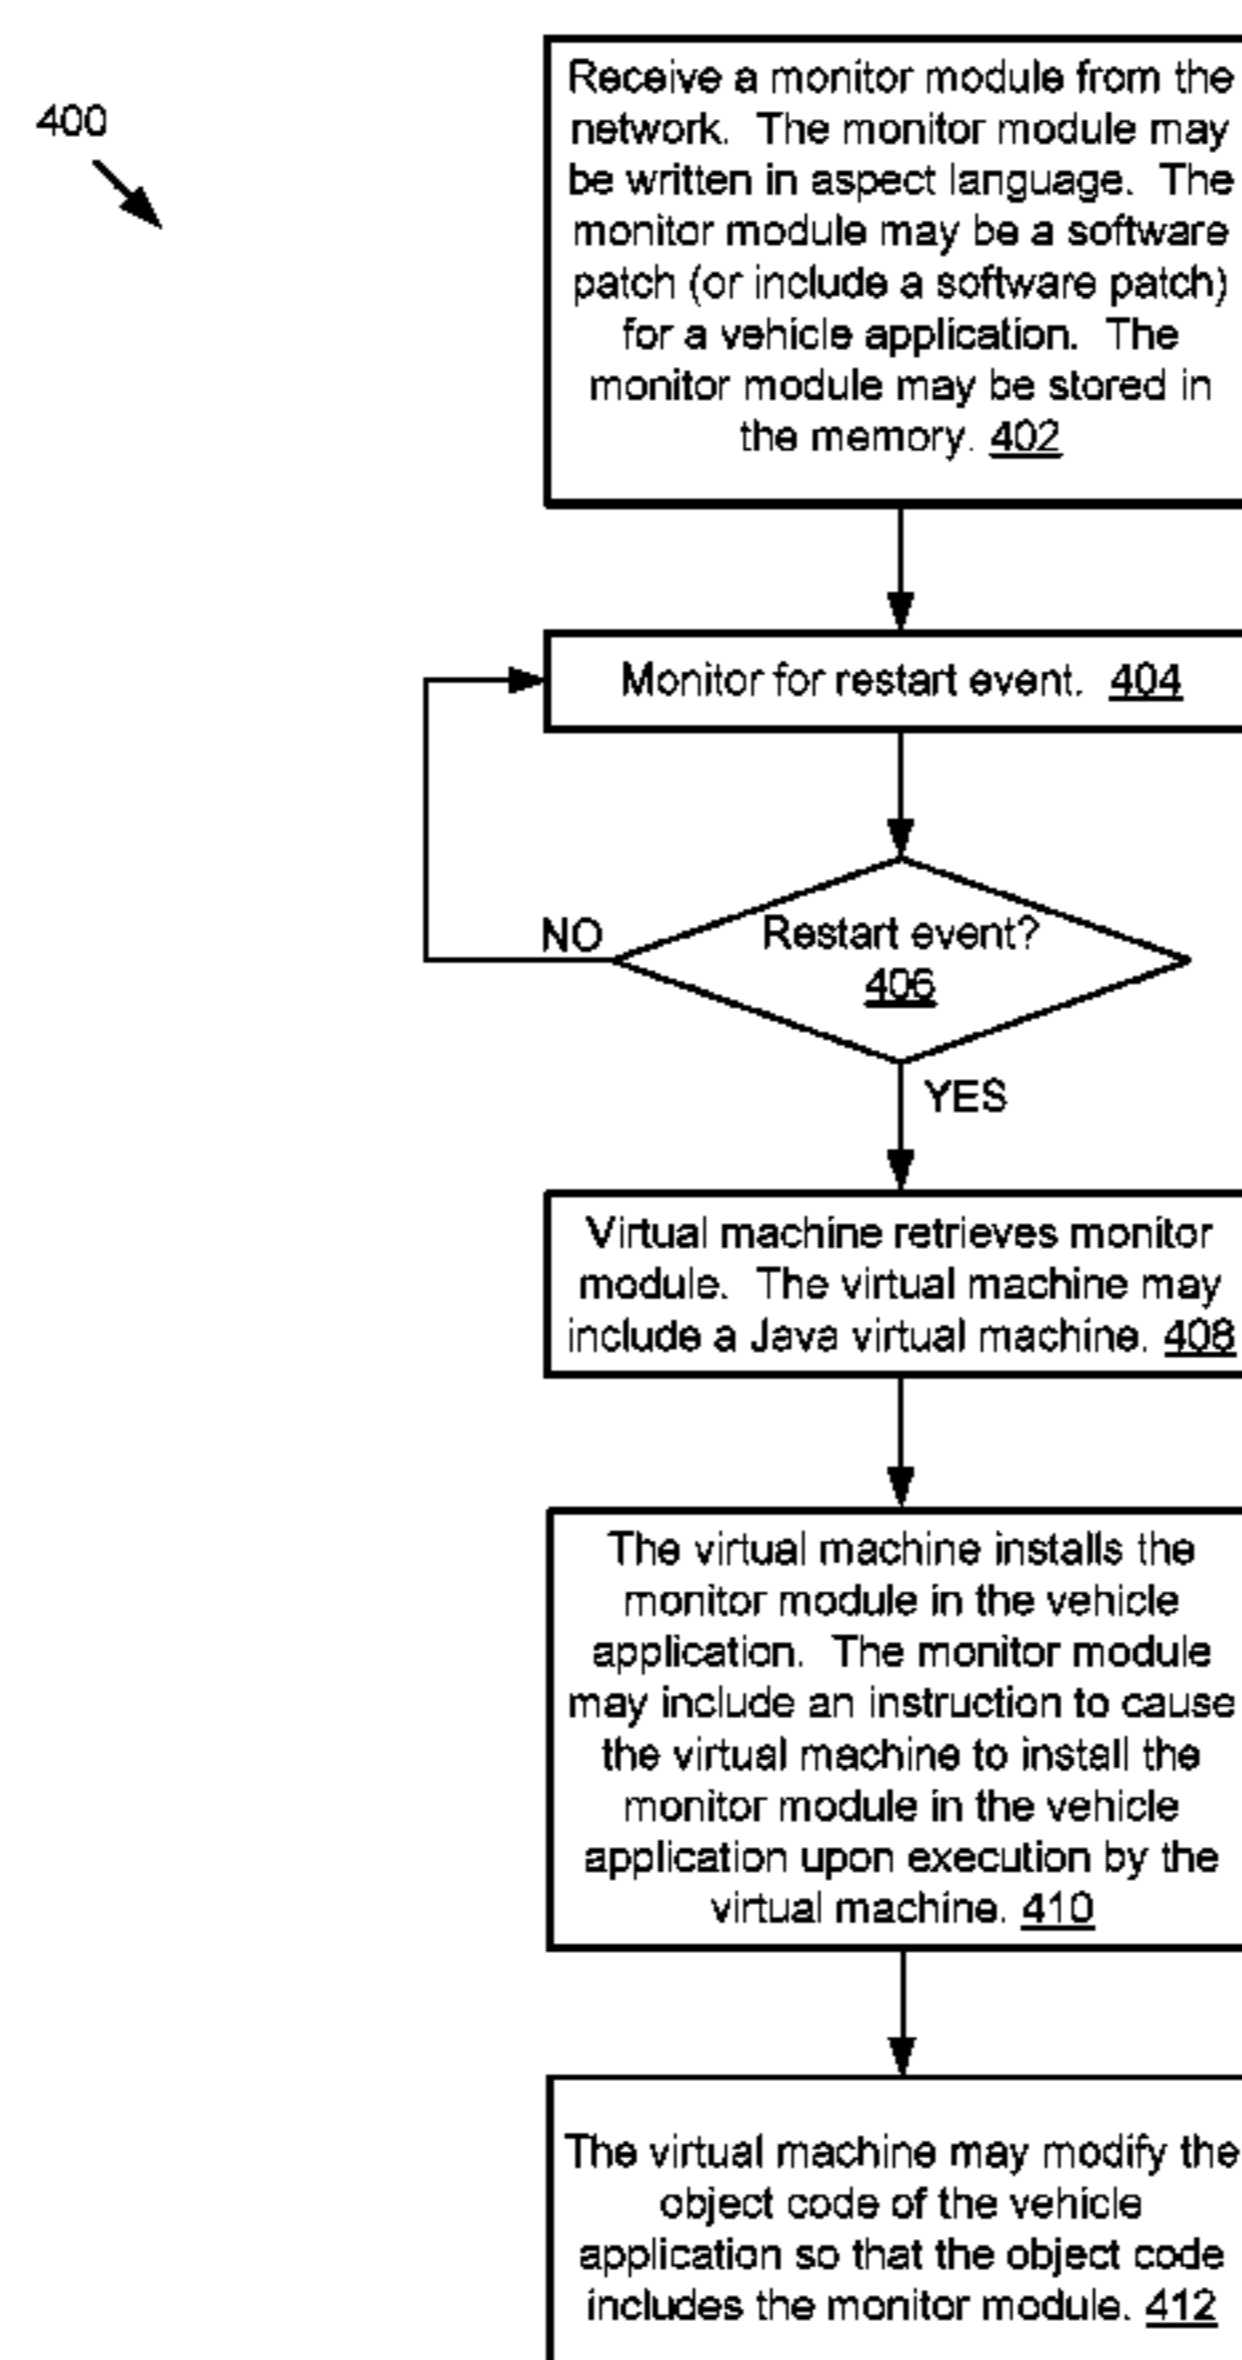 400
Receive a monitor module from the
network. The monitor module may
be written in aspect language. The
monitor module may be a software
patch (or include a software patch)
for a vehicle application. The
monitor module may be stored in
the memory. 402
Monitor for restart event. 404
NO
Restart event?
406
YES
Virtual machine retrieves monitor
module. The virtual machine may
include a Java virtual machine. 408
The virtual machine installs the
monitor module in the vehicle
application. The monitor module
may include an instruction to cause
the virtual machine to install the
monitor module in the vehicle
application upon execution by the
virtual machine. 410
The virtual machine may modify the
object code of the vehicle
application so that the object code
includes the monitor module. 412